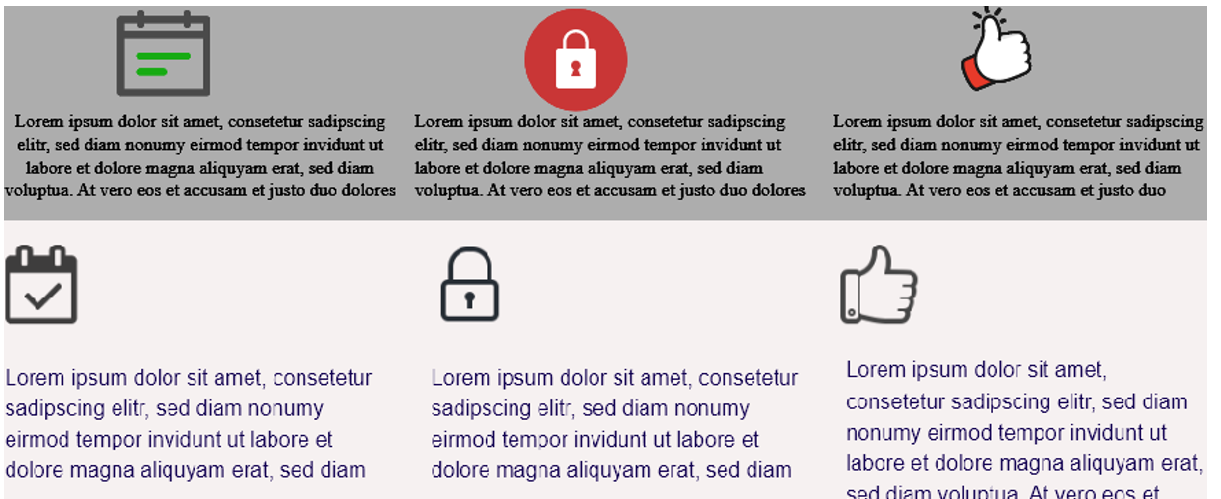 Lorem ipsum dolor sit amet, consetetur sadipscing
elitr, sed diam nonumy eirmod tempor invidunt ut
labore et dolore magna aliquyam erat, sed diam
voluptua. At vero eos et accusam et justo duo dolores
Lorem ipsum dolor sit amet, consetetur sadipscing
elitr, sed diam nonumy eirmod tempor invidunt ut
labore et dolore magna aliquyam erat, sed diam
voluptua. At vero eos et accusam et justo duo dolores
Lorem ipsum dolor sit amet, consetetur sadipscing
elitr, sed diam nonumy eirmod tempor invidunt ut
labore et dolore magna aliquyam erat, sed diam
voluptua. At vero eos et accusam et justo duo
Lorem ipsum dolor sit amet, consetetur
sadipscing elitr, sed diam nonumy
eirmod tempor invidunt ut labore et
dolore magna aliquyam erat, sed diam
Lorem ipsum dolor sit amet, consetetur
sadipscing elitr, sed diam nonumy
eirmod tempor invidunt ut labore et
dolore magna aliquyam erat, sed diam
Lorem ipsum dolor sit amet,
consetetur sadipscing elitr, sed diam
nonumy eirmod tempor invidunt ut
labore et dolore magna aliquyam erat,
sed diam voluptua. At vero eos et